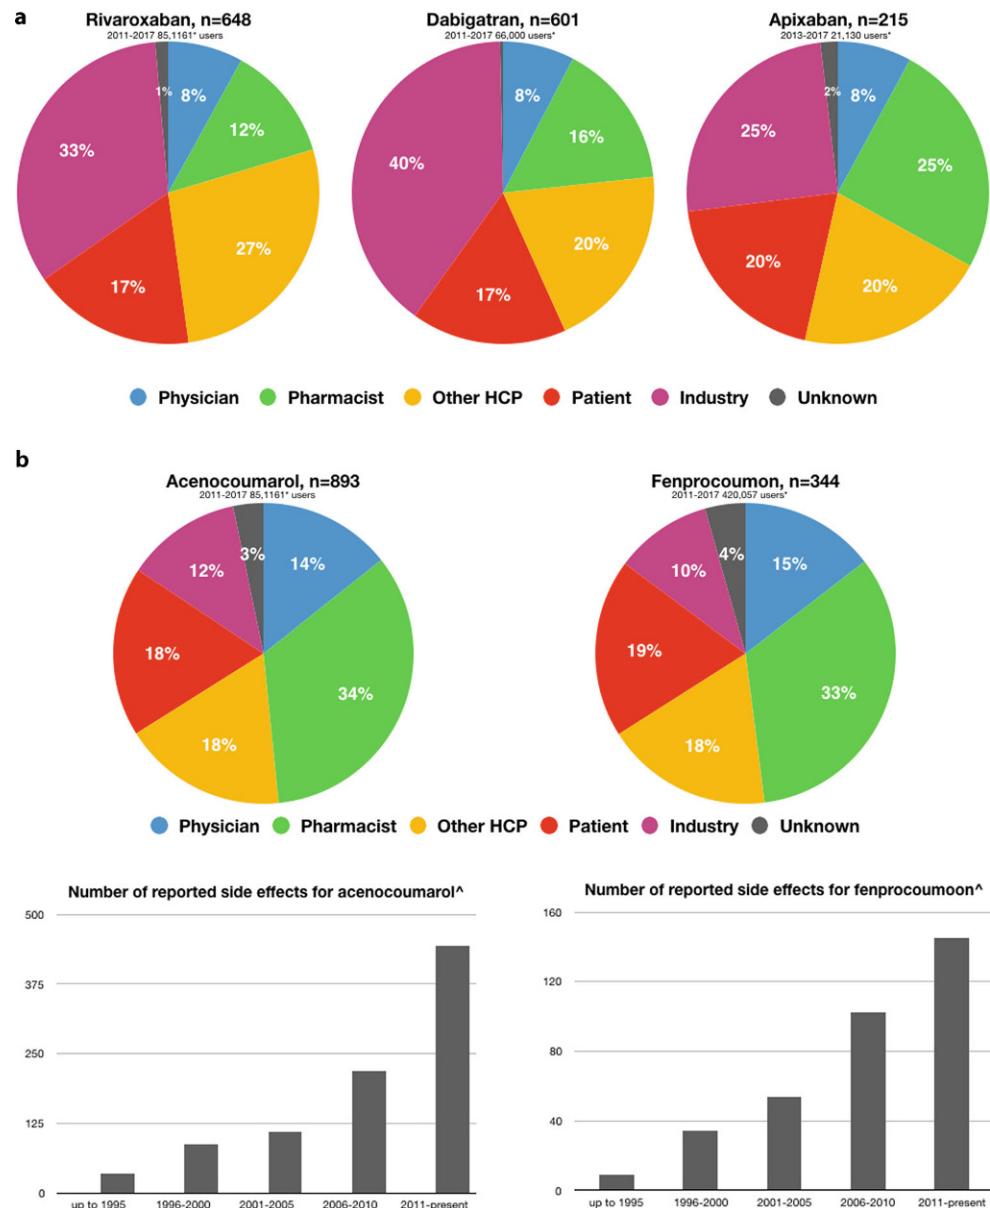 a
Rivaroxaban, n=648
2011-2017 85,1161* users
1%
8%
12%
27%
17%
33%
Dabigatran, n=601
2011-2017 66,000 users*
8%
16%
20%
17%
40%
Apixaban, n=215
2013-2017 21,130 users*
2%
8%
25%
20%
20%
25%
Physician Pharmacist Other HCP Patient Industry Unknown
b
Acenocoumarol, n=893
2011-2017 85,1161* users
3%
14%
34%
18%
18%
12%
Fenprocoumon, n=344
2011-2017 420,057 users*
4%
15%
33%
18%
19%
10%
Physician Pharmacist Other HCP Patient Industry Unknown
Number of reported side effects for acenocoumarol^
500
375
250
125
0
up to 1995 1996-2000 2001-2005 2006-2010 2011-present
Number of reported side effects for fenprocoumoon^
160
120
80
40
0
up to 1995 1996-2000 2001-2005 2006-2010 2011-present